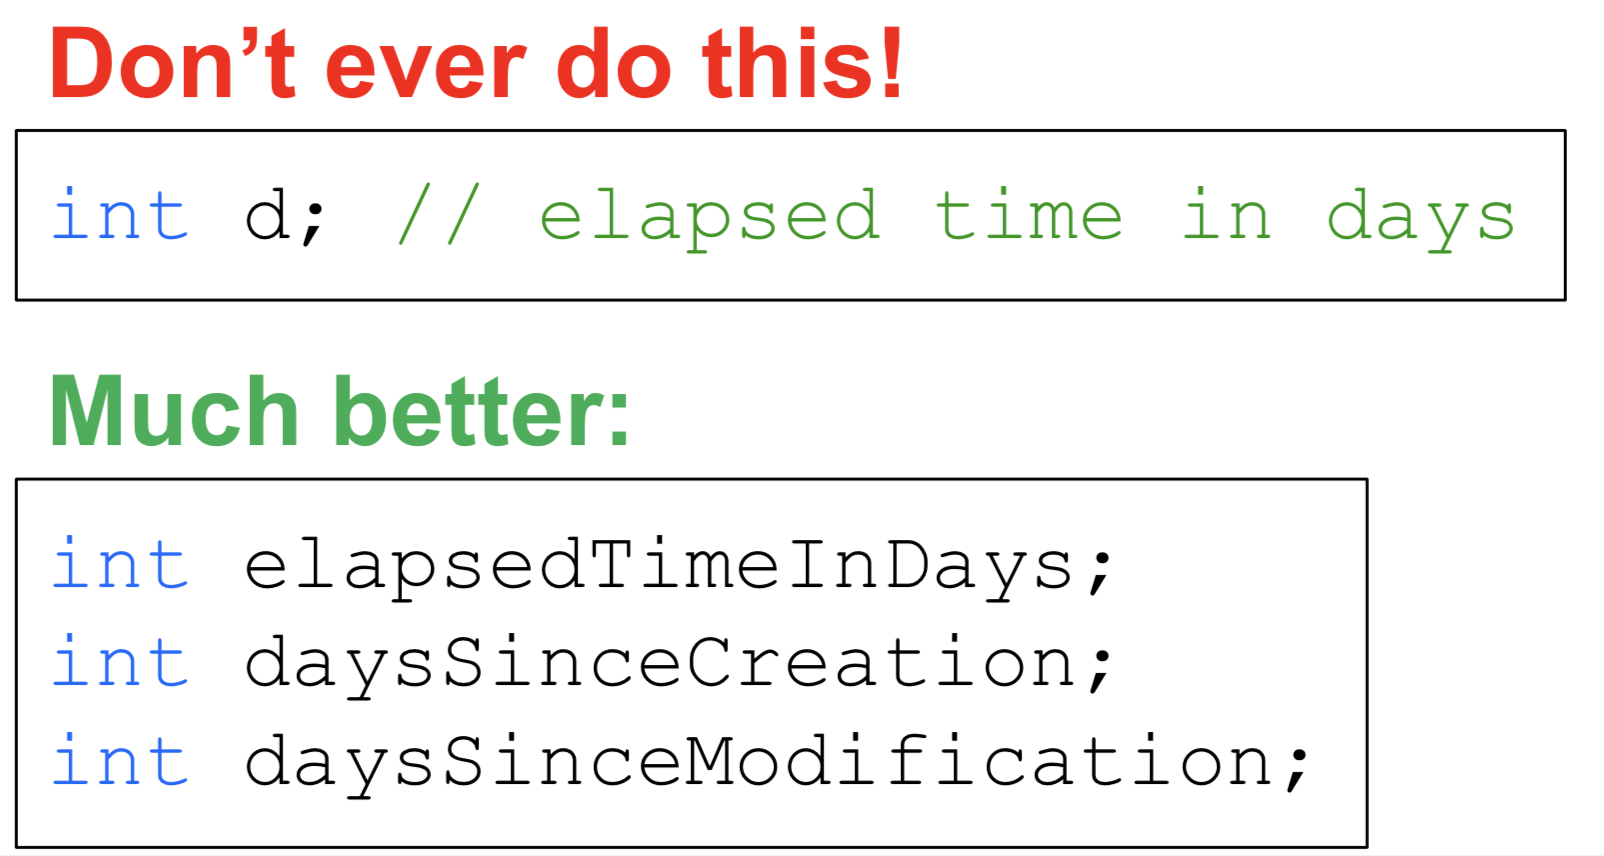 Don’t ever do this!
int d; // elapsed time in days
Much better:
int elapsedTimeInDays;
int daysSinceCreation;
int daysSinceModification;